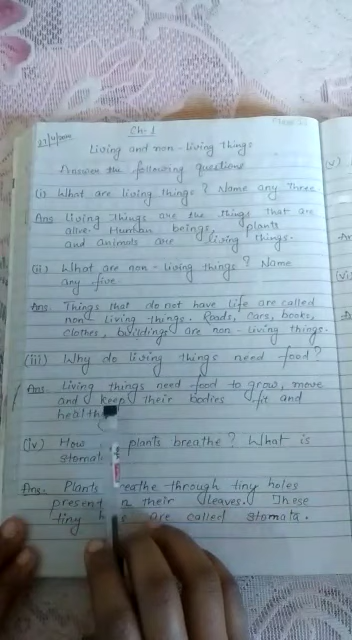 Ch-1
Living and non-living things
Answer the following questions
(i) What are living things? Name any three
Ans Living Things are the things that are
alive. Human beings, plants
and animals are living things.
(ii) What are non-living things? Name
any five
Ans. Things that do not have life are called
non-living things. Roads, cars, books,
clothes, buildings are non-living things.
(iii) Why do living things need food?
Ans. Living things need food to grow, move
and keep their bodies fit and
(iv) How plants breathe? What is
Ans. Plants through tiny holes
present their leaves. These
tiny are called stomata.
(v)